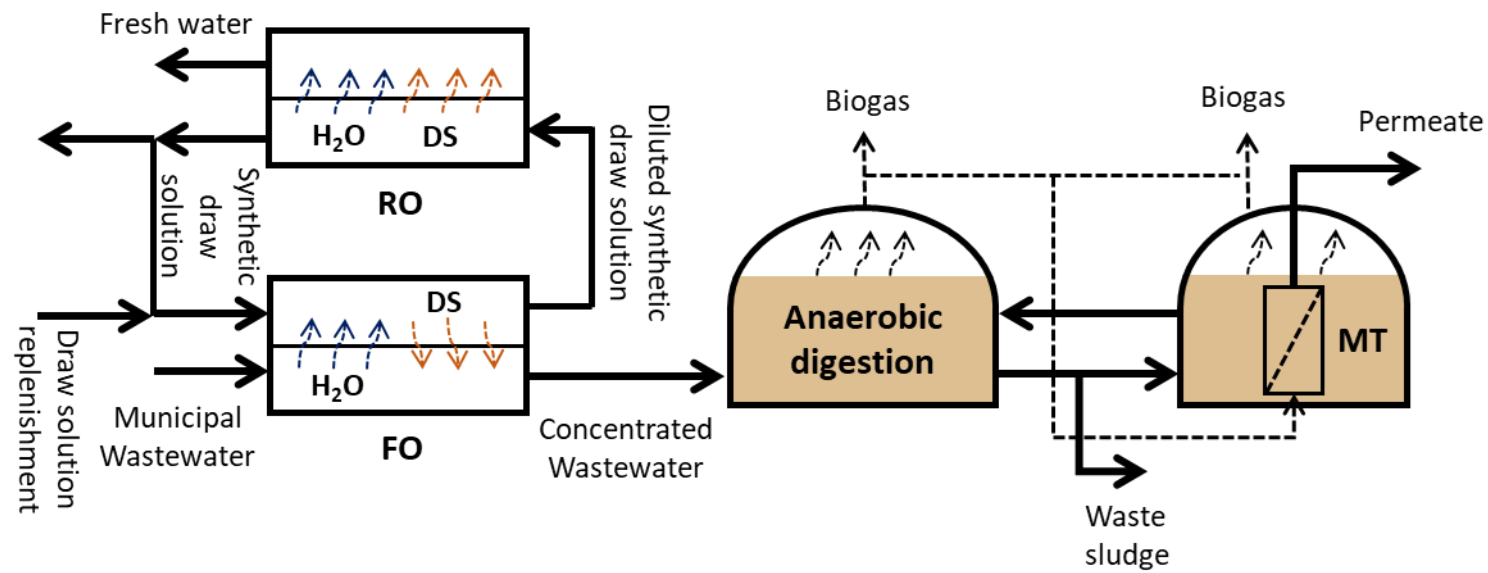 Fresh water
H₂O
DS
RO
Synthetic
draw
solution
Diluted synthetic
draw solution
DS
H₂O
FO
Draw solution
replenishment
Municipal
Wastewater
Concentrated
Wastewater
Biogas
Anaerobic
digestion
Biogas
Permeate
MT
Waste
sludge